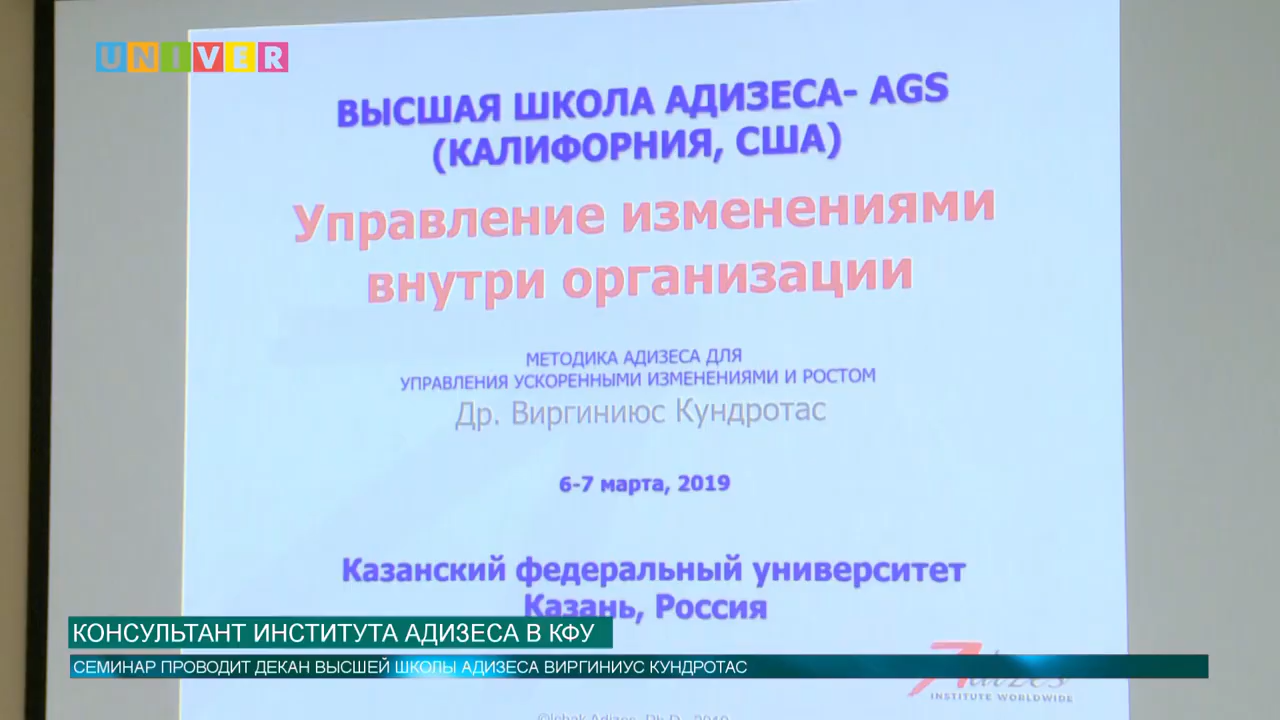 UNIVER
ВЫСШАЯ ШКОЛА АДИЗЕСА- AGS
(КАЛИФОРНИЯ, США)
Управление изменениями
внутри организации
МЕТОДИКА АДИЗЕСА ДЛЯ
УПРАВЛЕНИЯ УСКОРЕННЫМИ ИЗМЕНЕНИЯМИ И РОСТОМ
Др. Виргиниюс Кундротас
6-7 марта, 2019
Казанский федеральный университет
Казань, Россия
КОНСУЛЬТАНТ ИНСТИТУТА АДИЗЕСА В КФУ
СЕМИНАР ПРОВОДИТ ДЕКАН ВЫСШЕЙ ШКОЛЫ АДИЗЕСА ВИРГИНИУС КУНДРОТАС
Adizes
INSTITUTE WORLDWIDE